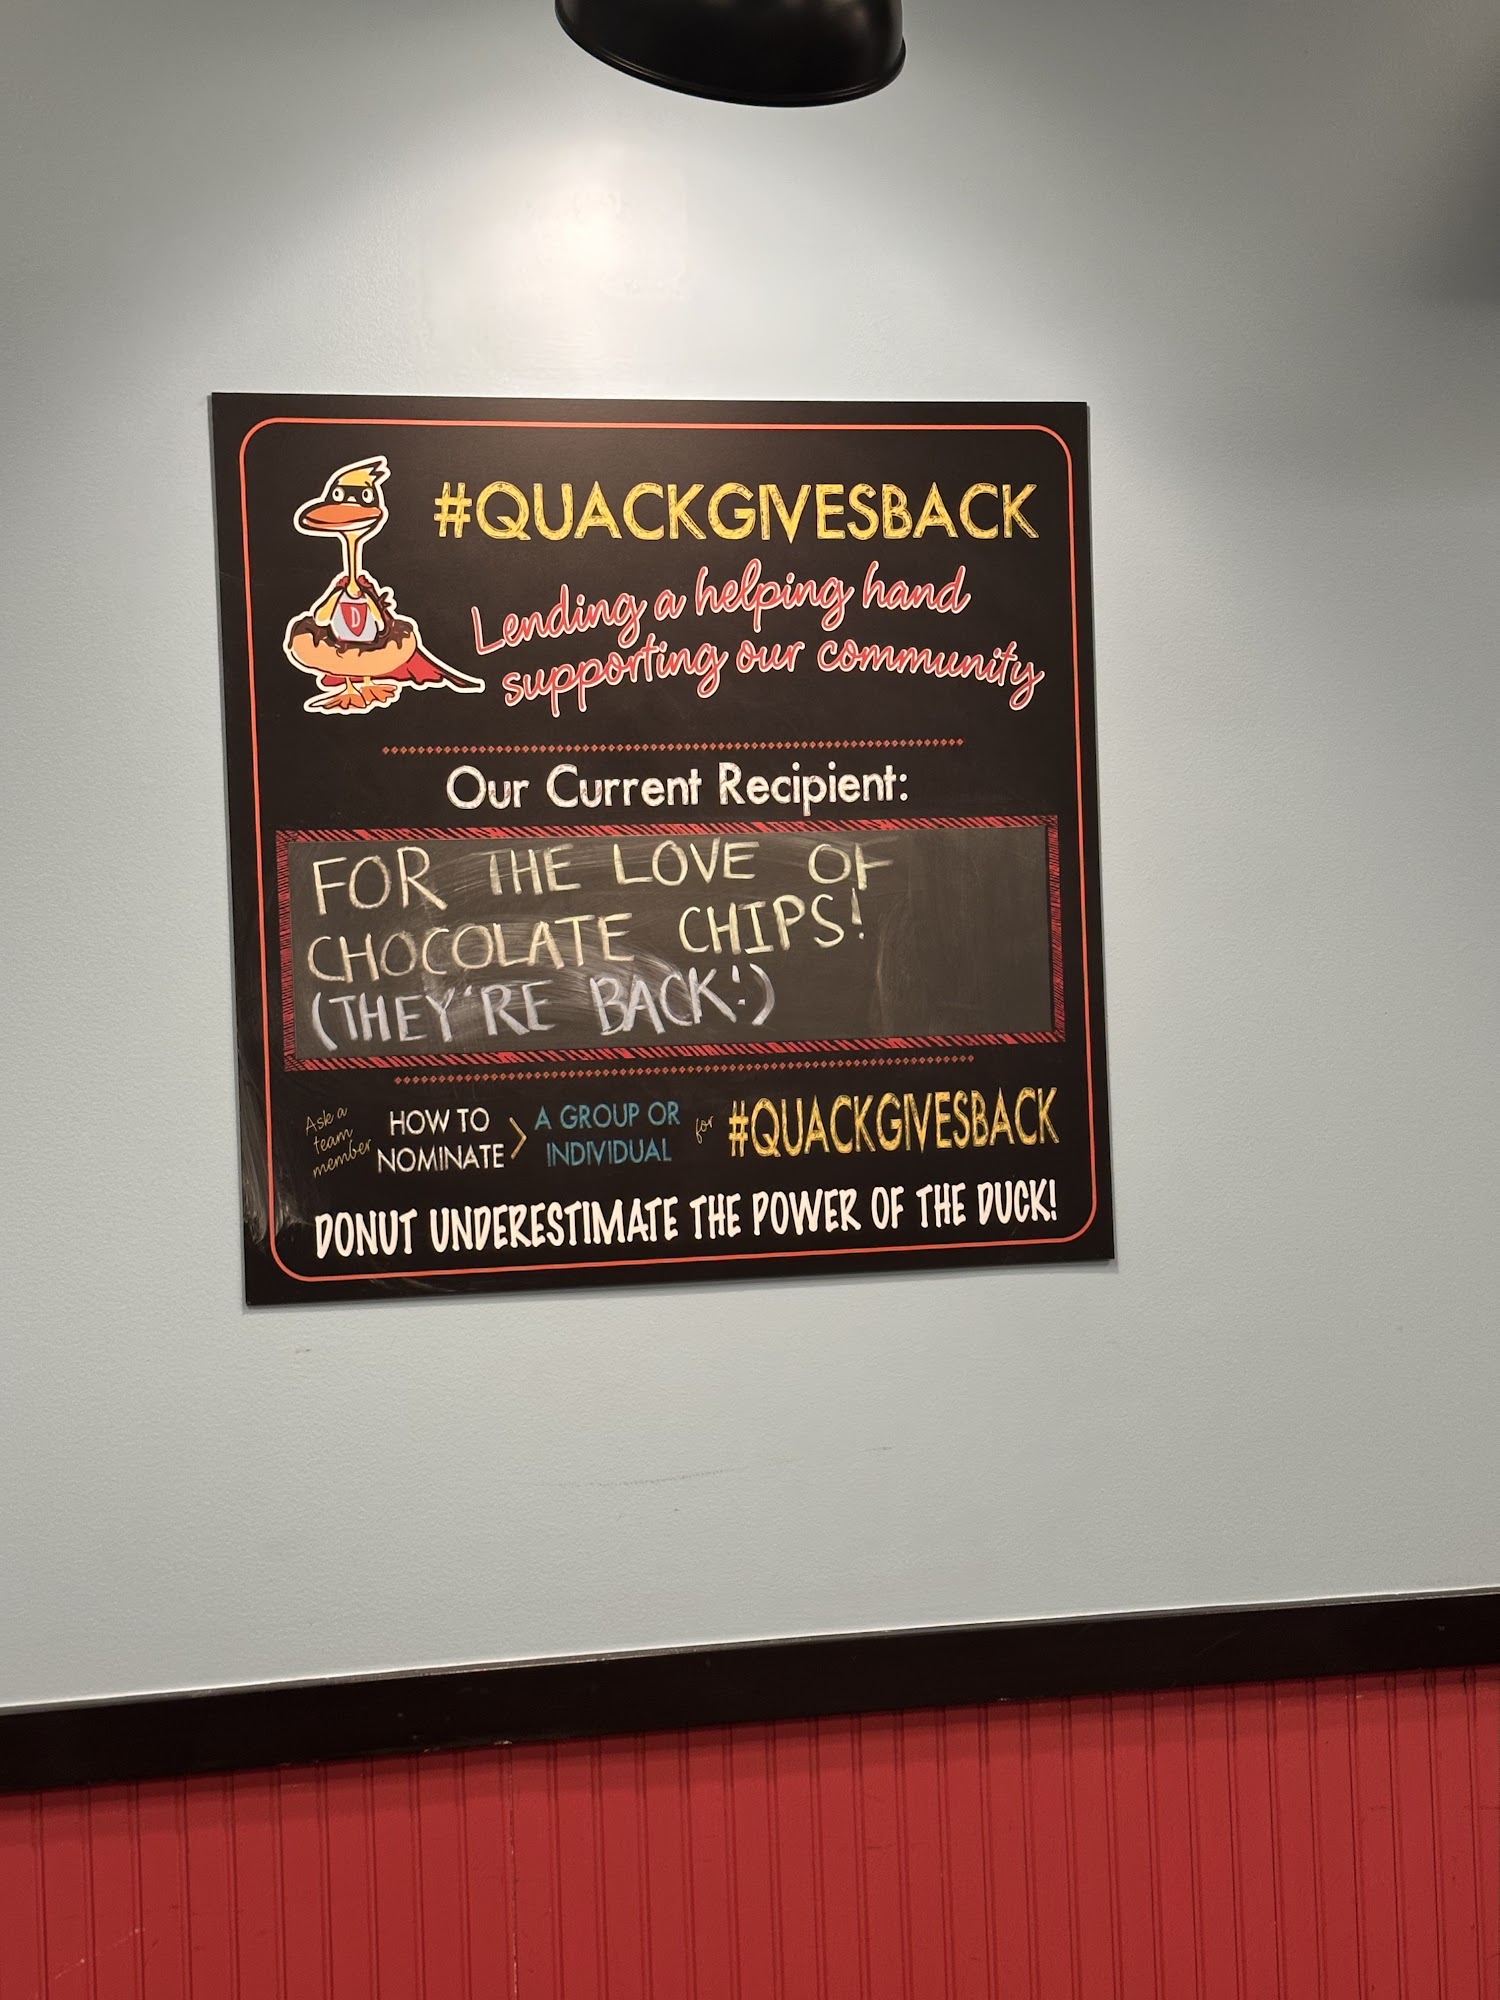 #QUACKGIVESBACK
Lending a helping hand
supporting our community
D
Our Current Recipient:
FOR THE LOVE OF
CHOCOLATE CHIPS!
(THEY'RE BACK!)
Ask a team member HOW TO NOMINATE > A GROUP OR INDIVIDUAL for #QUACKGIVESBACK
DONUT UNDERESTIMATE THE POWER OF THE DUCK!